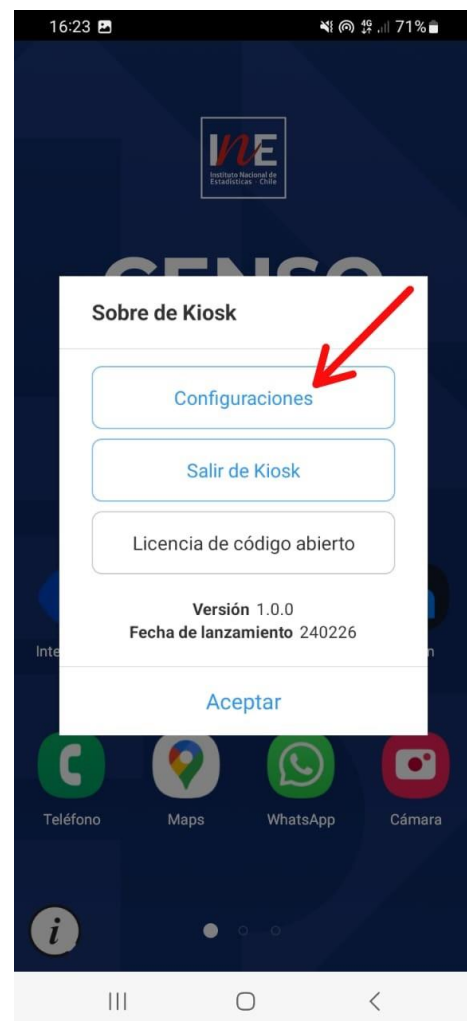 16:23
4G
71%
INE
Instituto Nacional de
Estadísticas · Chile
CENSO
Sobre de Kiosk
Configuraciones
Salir de Kiosk
Licencia de código abierto
Versión 1.0.0
Fecha de lanzamiento 240226
Aceptar
Teléfono
Maps
WhatsApp
Cámara
i